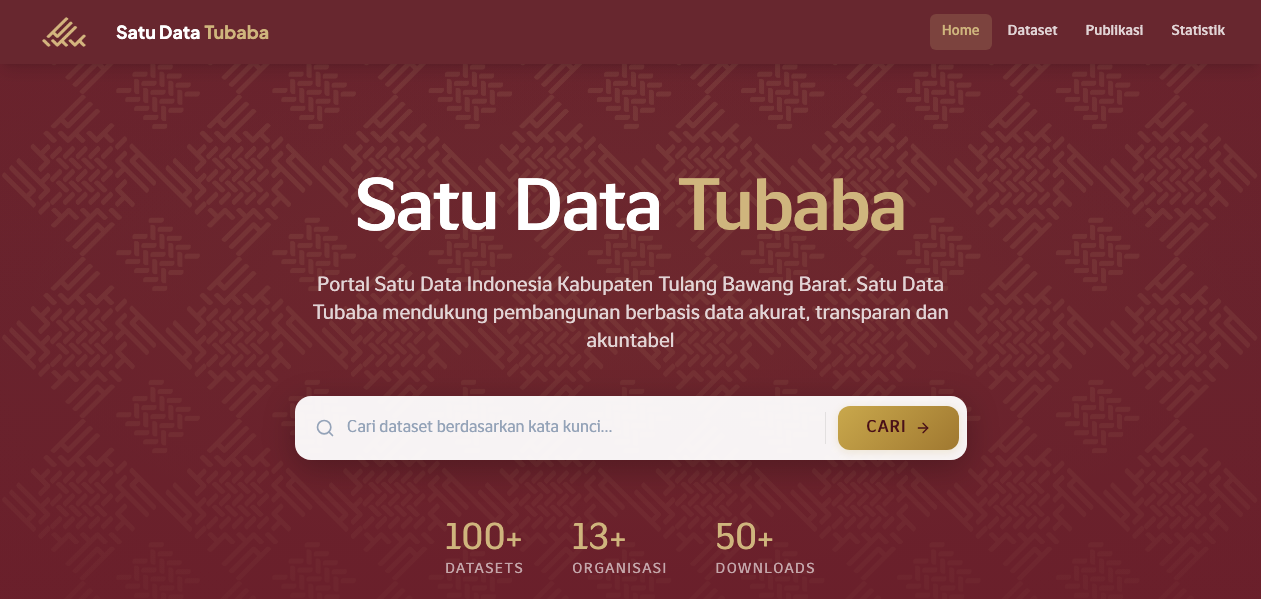 Satu Data Tubaba
Home Dataset Publikasi Statistik
Satu Data Tubaba
Portal Satu Data Indonesia Kabupaten Tulang Bawang Barat. Satu Data
Tubaba mendukung pembangunan berbasis data akurat, transparan dan
akuntabel
Cari dataset berdasarkan kata kunci...
CARI →
100+ 13+ 50+
DATASETS ORGANISASI DOWNLOADS